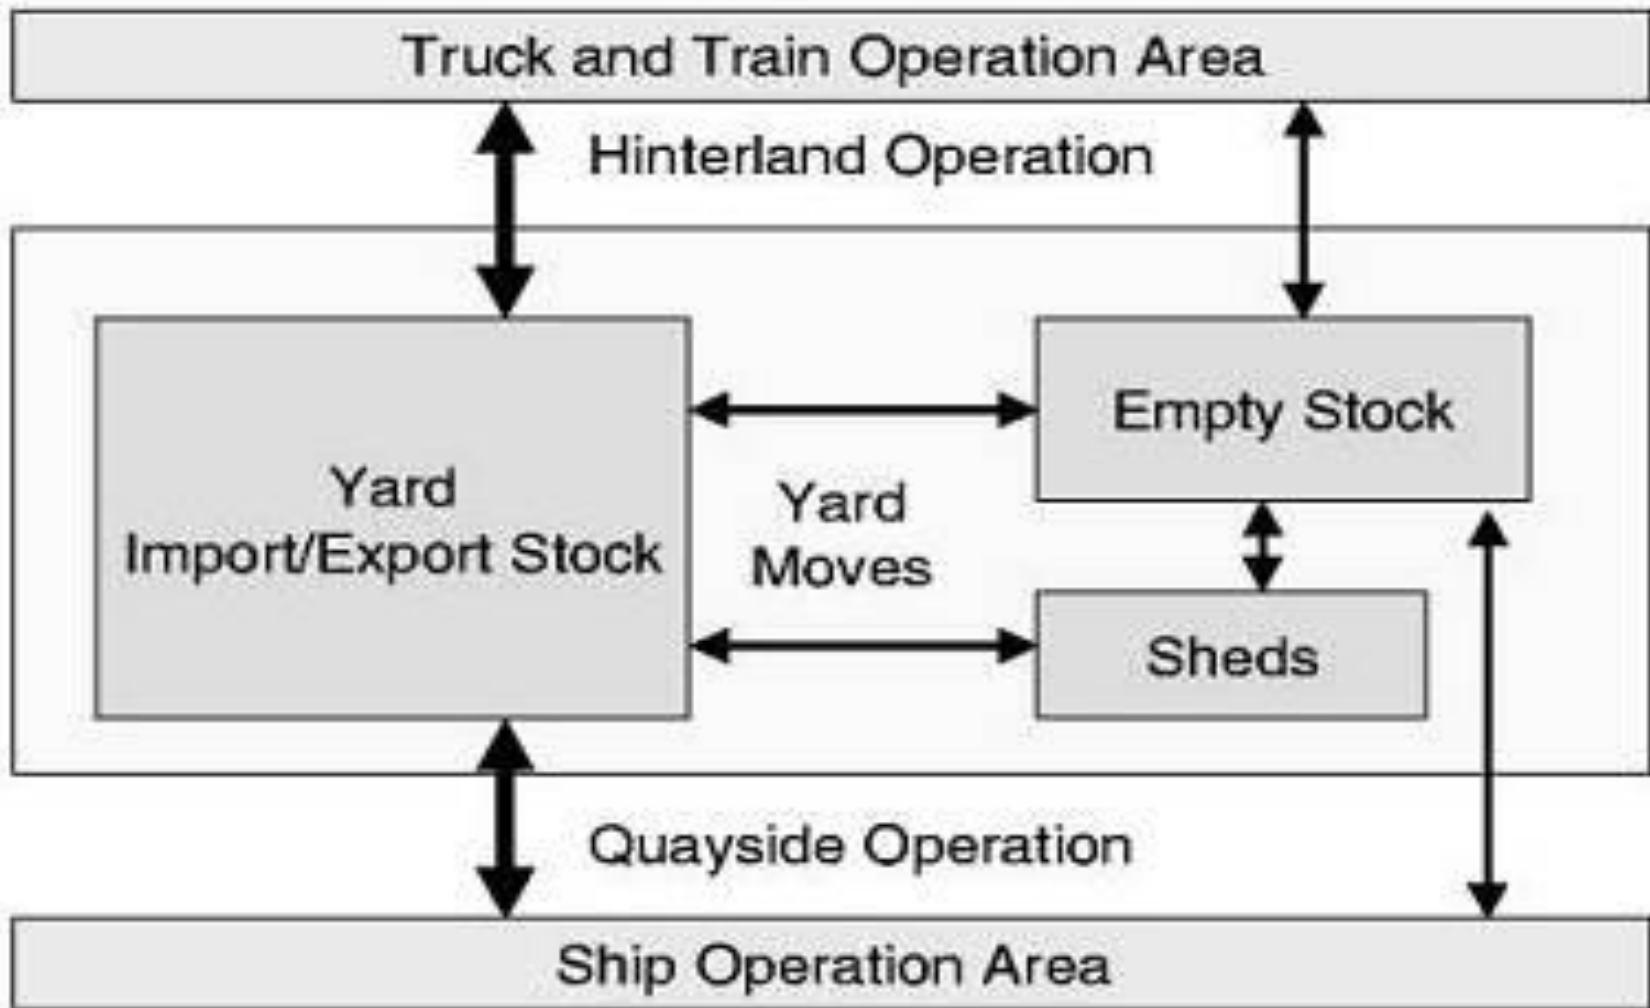 Truck and Train Operation Area
Hinterland Operation
Empty Stock
Yard
Import/Export Stock
Yard
Moves
Sheds
Quayside Operation
Ship Operation Area